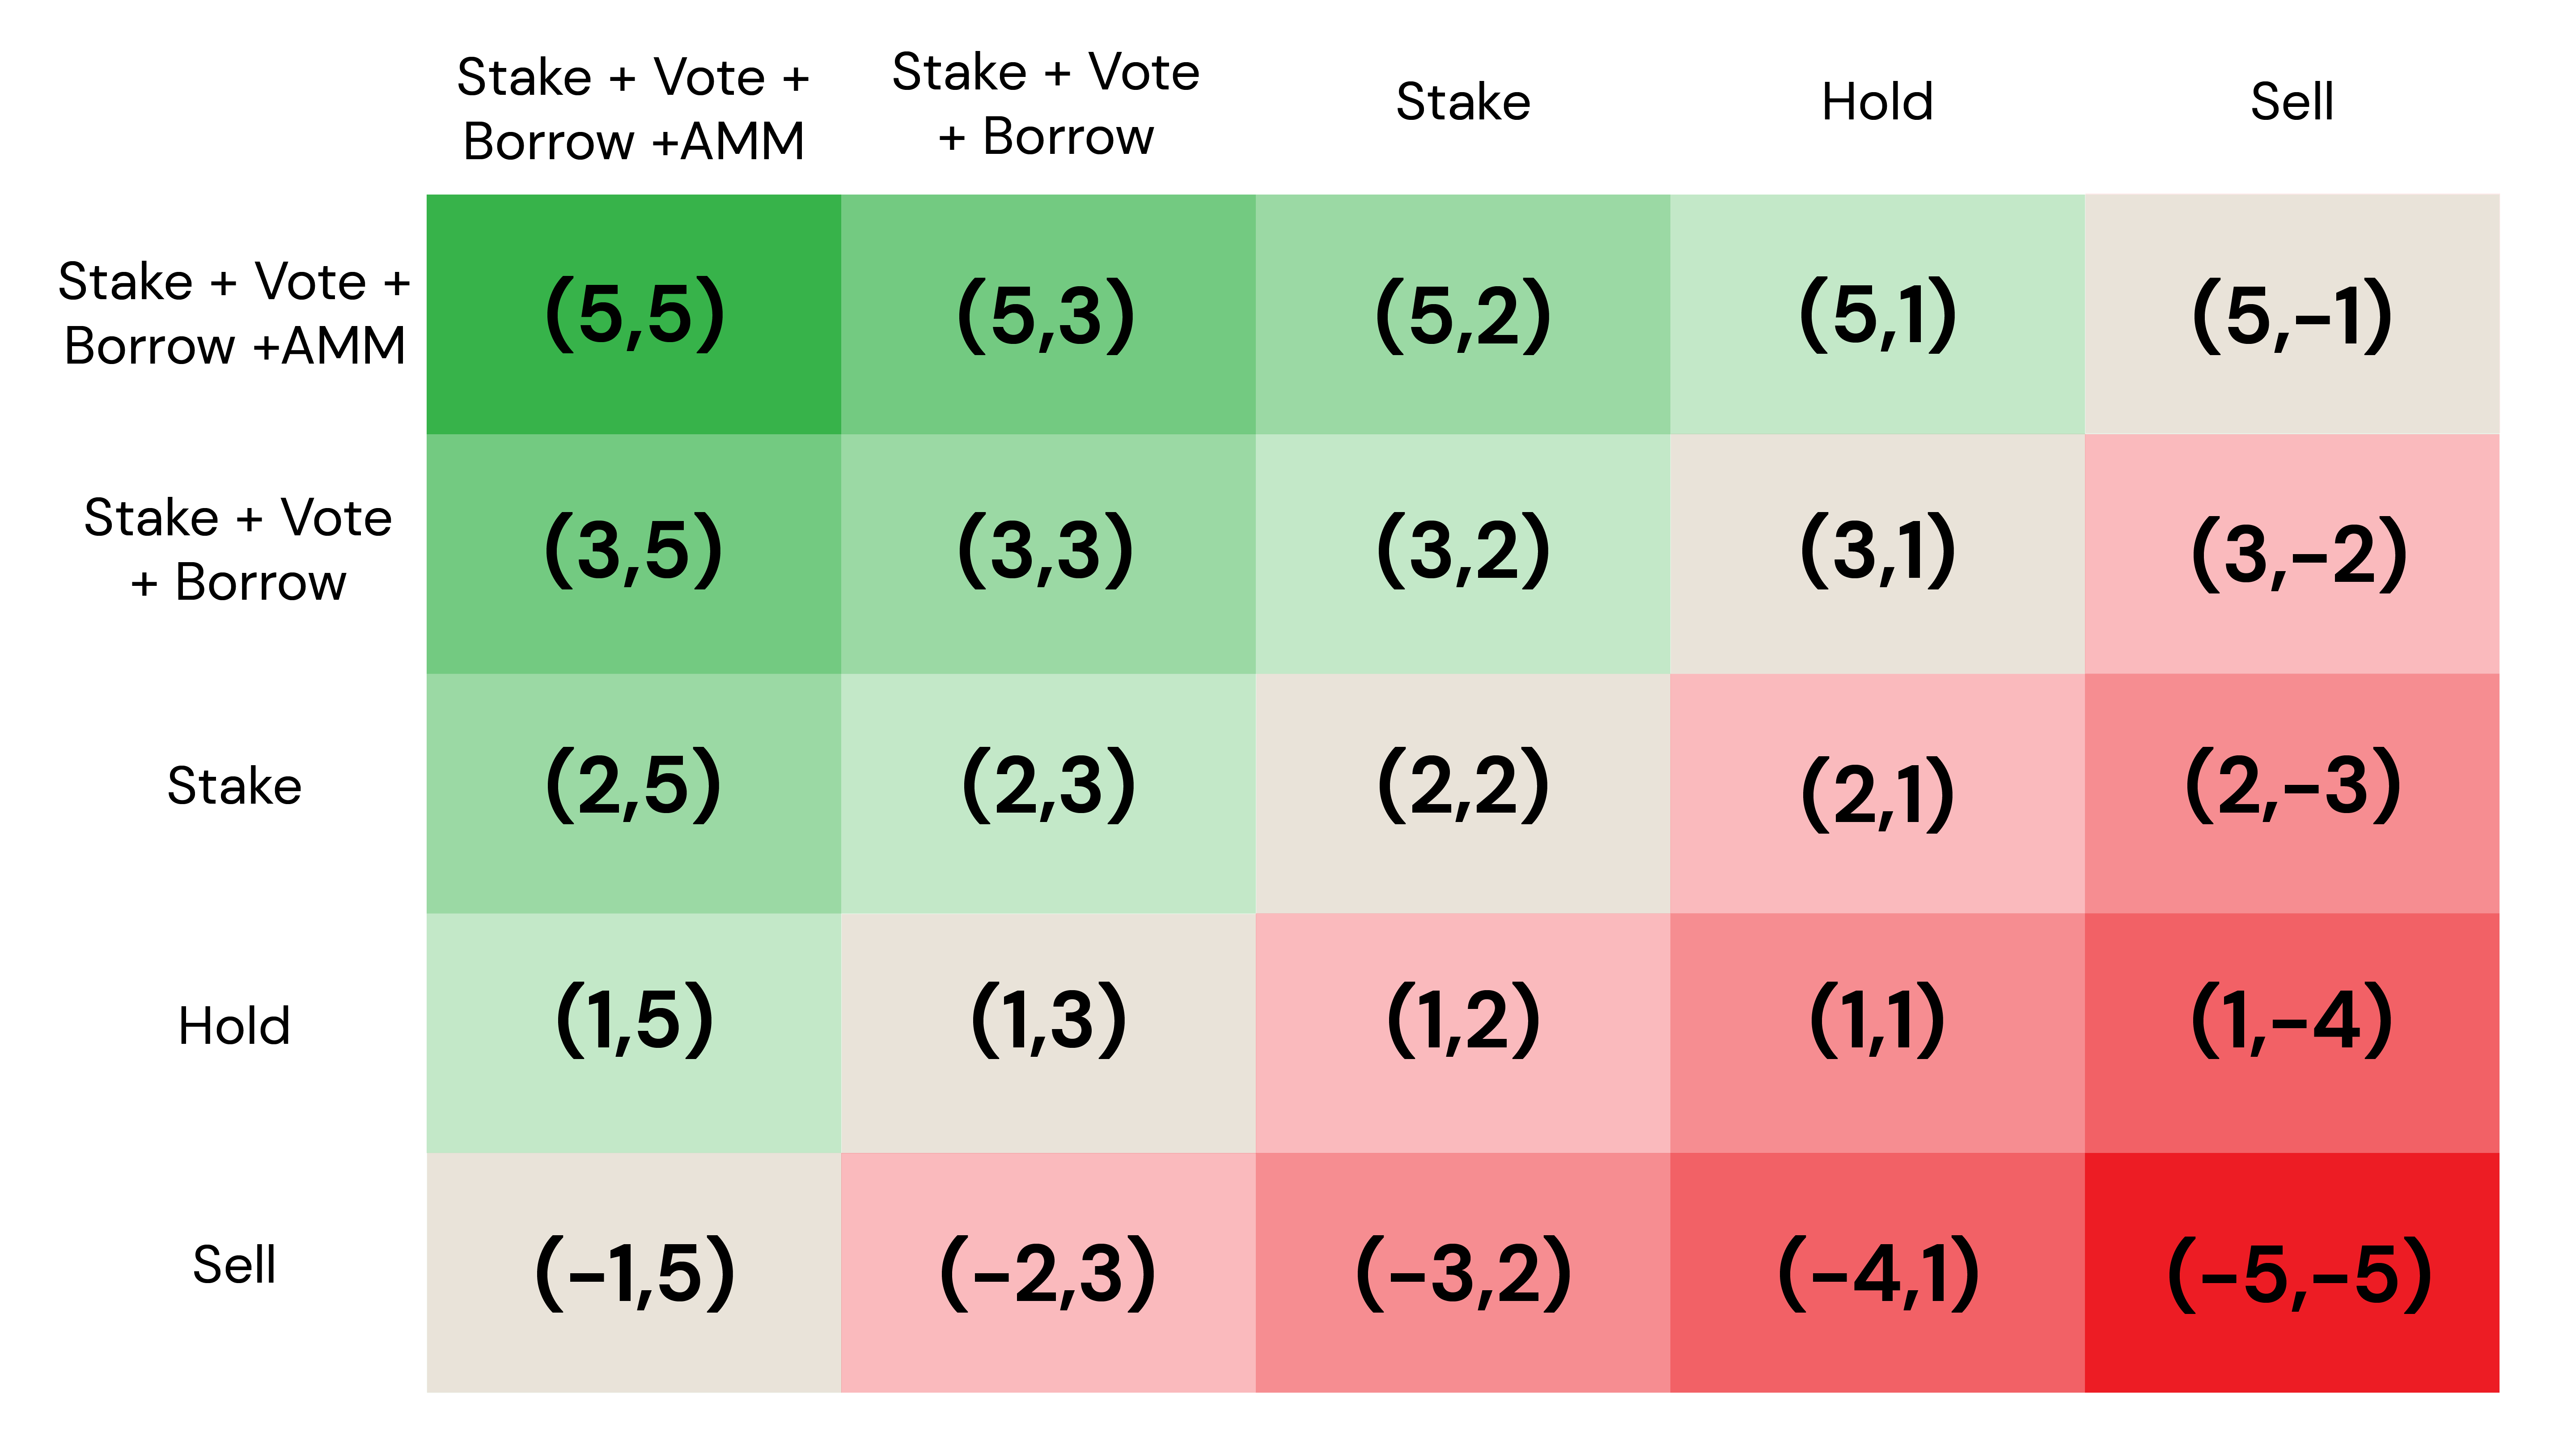 Stake + Vote +
Borrow +AMM
Stake + Vote
+ Borrow
Stake
Hold
Sell
Stake + Vote +
Borrow +AMM
(5,5)
(5,3)
(5,2)
(5,1)
(5,-1)
Stake + Vote
+ Borrow
(3,5)
(3,3)
(3,2)
(3,1)
(3,-2)
Stake
(2,5)
(2,3)
(2,2)
(2,1)
(2,-3)
Hold
(1,5)
(1,3)
(1,2)
(1,1)
(1,-4)
Sell
(-1,5)
(-2,3)
(-3,2)
(-4,1)
(-5,-5)